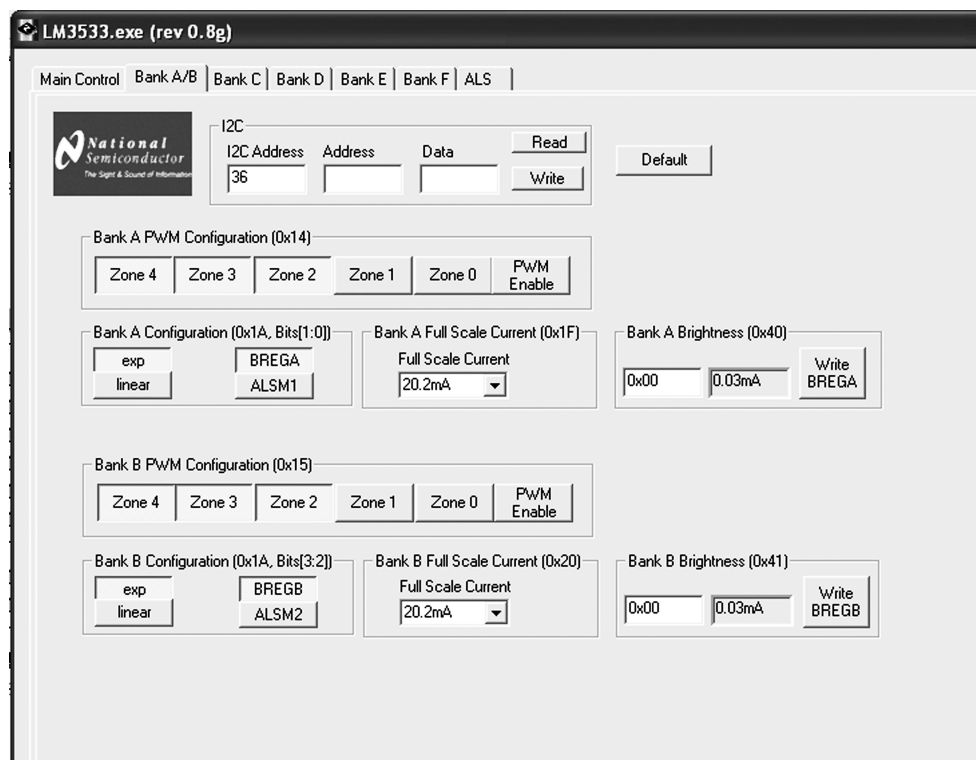 LM3533.exe (rev 0.8g)
Main Control Bank A/B Bank C Bank D Bank E Bank F ALS
National
Semiconductor
The Sight & Sound of Information
I2C
I2C Address Address Data Read
36 Write
Default
Bank A PWM Configuration (0x14)
Zone 4 Zone 3 Zone 2 Zone 1 Zone 0 PWM Enable
Bank A Configuration (0x1A, Bits[1:0]) Bank A Full Scale Current (0x1F) Bank A Brightness (0x40)
exp BREGA Full Scale Current
linear ALSM1 20.2mA 0x00 0.03mA Write BREGA
Bank B PWM Configuration (0x15)
Zone 4 Zone 3 Zone 2 Zone 1 Zone 0 PWM Enable
Bank B Configuration (0x1A, Bits[3:2]) Bank B Full Scale Current (0x20) Bank B Brightness (0x41)
exp BREGB Full Scale Current
linear ALSM2 20.2mA 0x00 0.03mA Write BREGB